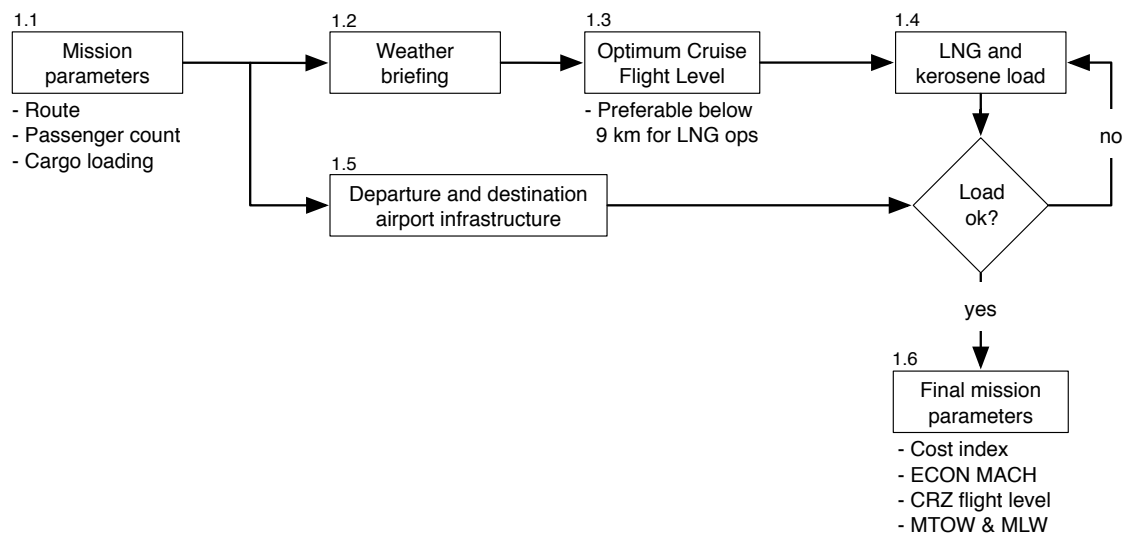 1.1
Mission
parameters
- Route
- Passenger count
- Cargo loading
1.2
Weather
briefing
1.3
Optimum Cruise
Flight Level
- Preferable below
9 km for LNG ops
1.4
LNG and
kerosene load
no
1.5
Departure and destination
airport infrastructure
Load
ok?
yes
1.6
Final mission
parameters
- Cost index
- ECON MACH
- CRZ flight level
- MTOW & MLW